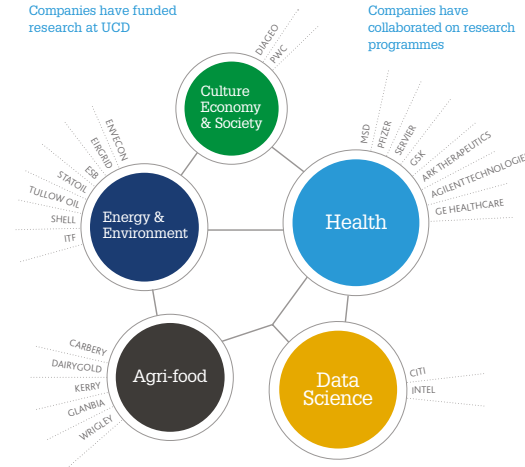 Companies have funded
research at UCD
Companies have
collaborated on research
programmes
DIAGEO
PWC
Culture
Economy
& Society
MSD
PFIZER
SERVIER
GSK
ARK THERAPEUTICS
AGILENT TECHNOLOGIE
GE HEALTHCARE
ENVECON
EIRGRID
ESB
STATOIL
TULLOW OIL
SHELL
ITF
Energy &
Environment
Health
CARBERY
DAIRYGOLD
KERRY
GLANBIA
WRIGLEY
Agri-food
Data
Science
CITI
INTEL